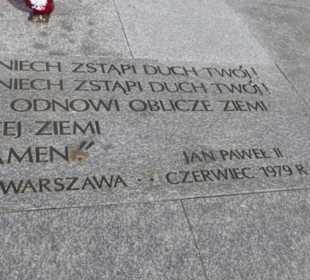 NIECH ZSTĄPI DUCH TWÓJ!
NIECH ZSTĄPI DUCH TWÓJ!
ODNOWI OBLICZE ZIEMI
EJ ZIEMI
AMEN"
JAN PAWEŁ II
WARSZAWA · CZERWIEC 1979 R